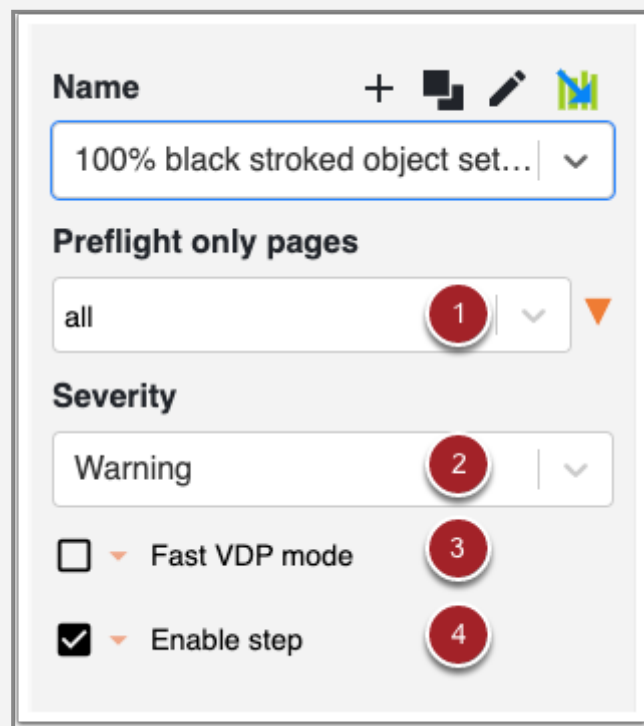 Name
100% black stroked object set...
Preflight only pages
all 1
Severity
Warning 2
Fast VDP mode 3
Enable step 4